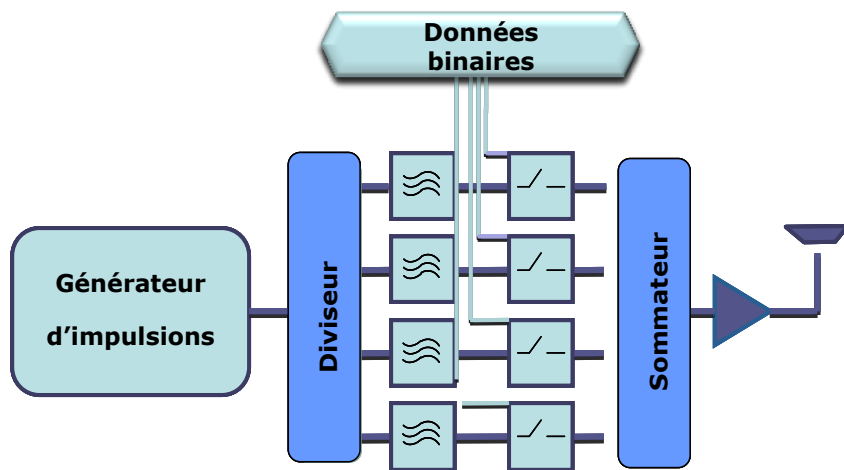 Données
binaires
Générateur
d’impulsions
Diviseur
Sommateur